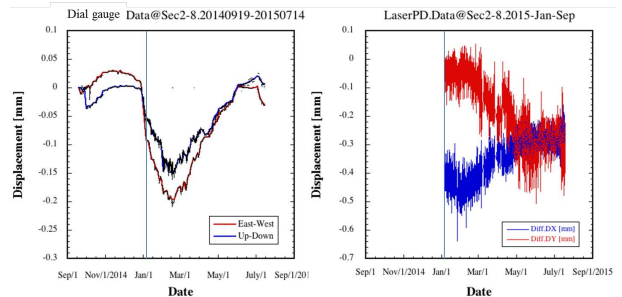 Dial gauge Data@Sec2-8.20140919-20150714
0.1
0.05
0
-0.05
-0.1
-0.15
-0.2
-0.25
-0.3
Displacement [mm]
East-West
Up-Down
Sep/1 Nov/1/2014 Jan/1 Mar/1 May/1 July/1 Sep/1/201
Date
LaserPD.Data@Sec2-8.2015-Jan-Sep
0.1
0
-0.1
-0.2
-0.3
-0.4
-0.5
-0.6
-0.7
Displacement [mm]
Diff.DX [mm]
Diff.DY [mm]
Sep/1 Nov/1/2015 Jan/1 Mar/1 May/1 July/1 Sep/1/2015
Date